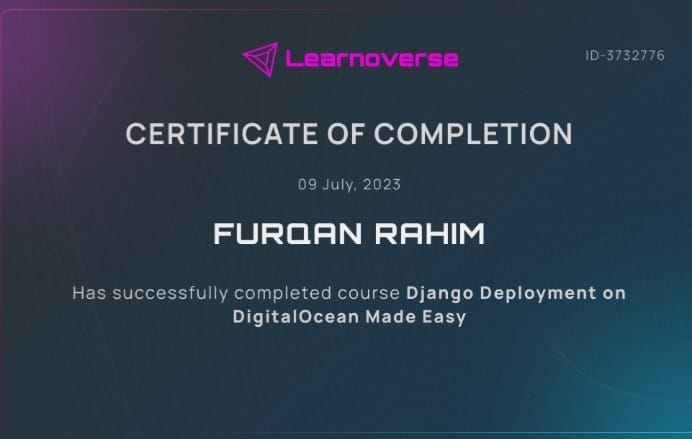 Learnoverse
ID-3732776
CERTIFICATE OF COMPLETION
09 July, 2023
FURQAN RAHIM
Has successfully completed course Django Deployment on
DigitalOcean Made Easy